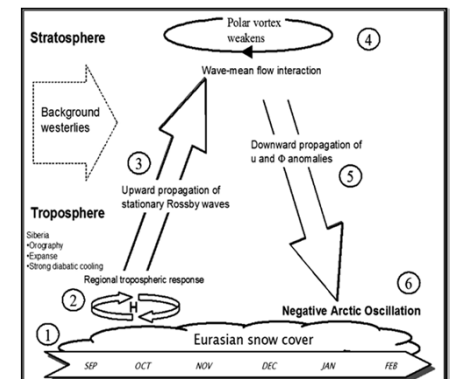 Stratosphere
Polar vortex
weakens
4
Wave-mean flow interaction
Background
westerlies
3
Downward propagation of
u and Φ anomalies
5
Upward propagation of
stationary Rossby waves
Troposphere
Siberia
•Orography
•Expanse
•Strong diabatic cooling
Regional tropospheric response
6
2
H
Negative Arctic Oscillation
1
Eurasian snow cover
SEP OCT NOV DEC JAN FEB